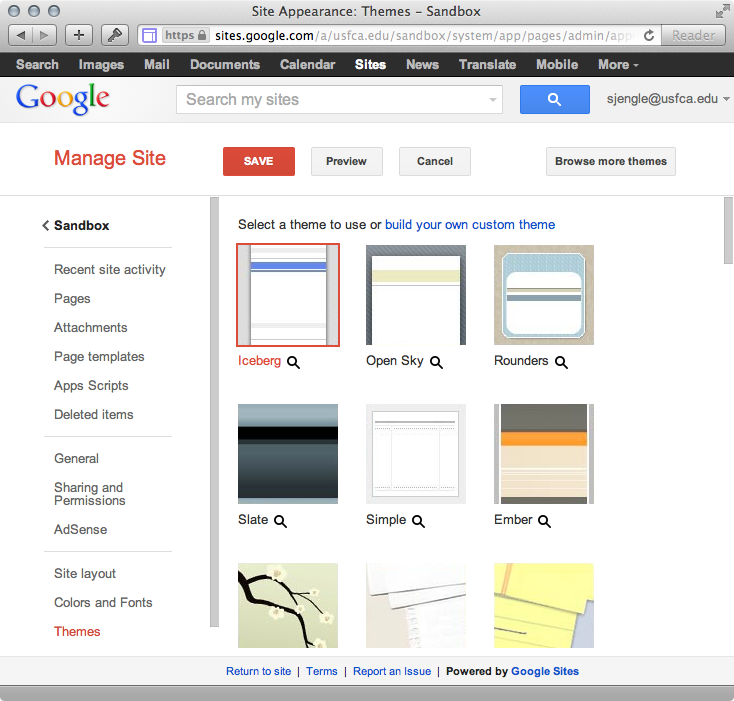 Site Appearance: Themes – Sandbox
https sites.google.com/a/usfca.edu/sandbox/system/app/pages/admin/app Reader
Search Images Mail Documents Calendar Sites News Translate Mobile More
Google Search my sites sjengle@usfca.edu
Manage Site SAVE Preview Cancel Browse more themes
Sandbox
Recent site activity
Pages
Attachments
Page templates
Apps Scripts
Deleted items
General
Sharing and
Permissions
AdSense
Site layout
Colors and Fonts
Themes
Select a theme to use or build your own custom theme
Iceberg Open Sky Rounders
Slate Simple Ember
Return to site | Terms | Report an Issue | Powered by Google Sites